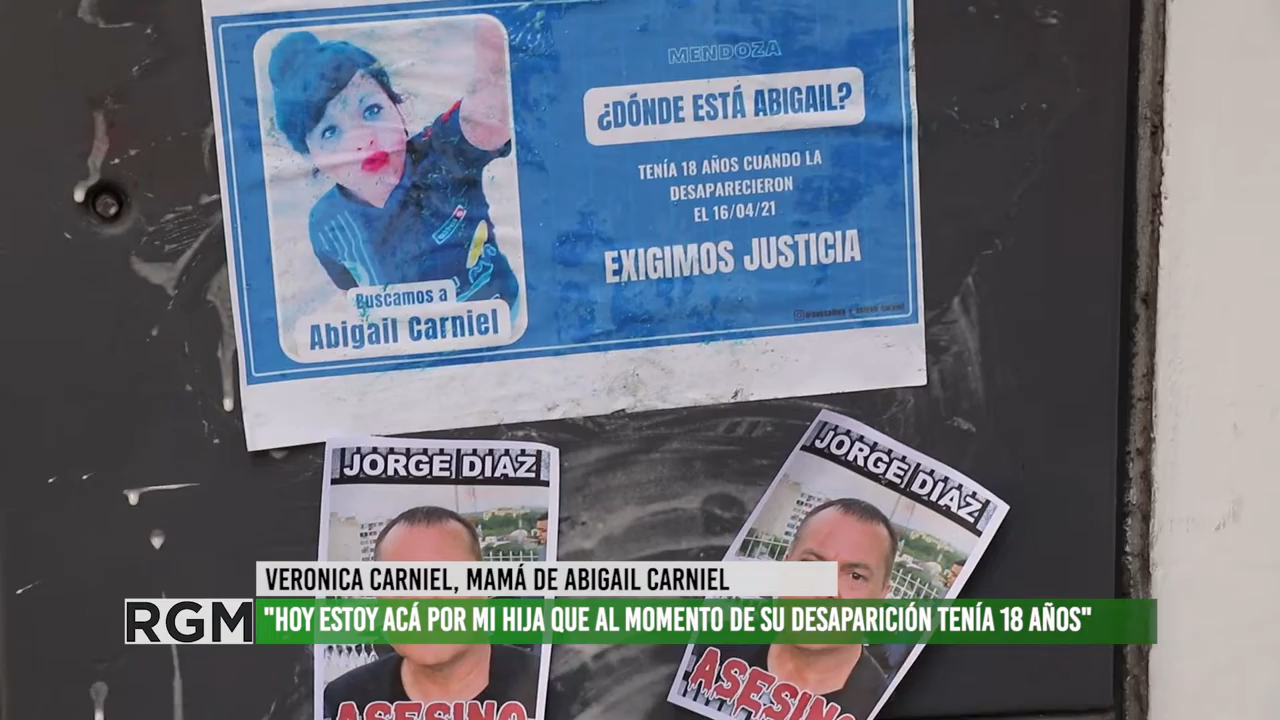 MENDOZA
¿DÓNDE ESTÁ ABIGAIL?
TENÍA 18 AÑOS CUANDO LA
DESAPARECIERON
EL 16/04/21
EXIGIMOS JUSTICIA
Buscamos a
Abigail Carniel
JORGE DIAZ
JORGE DIAZ
VERONICA CARNIEL, MAMÁ DE ABIGAIL CARNIEL
RGM
"HOY ESTOY ACÁ POR MI HIJA QUE AL MOMENTO DE SU DESAPARICIÓN TENÍA 18 AÑOS"
ASESINO
ASESINO